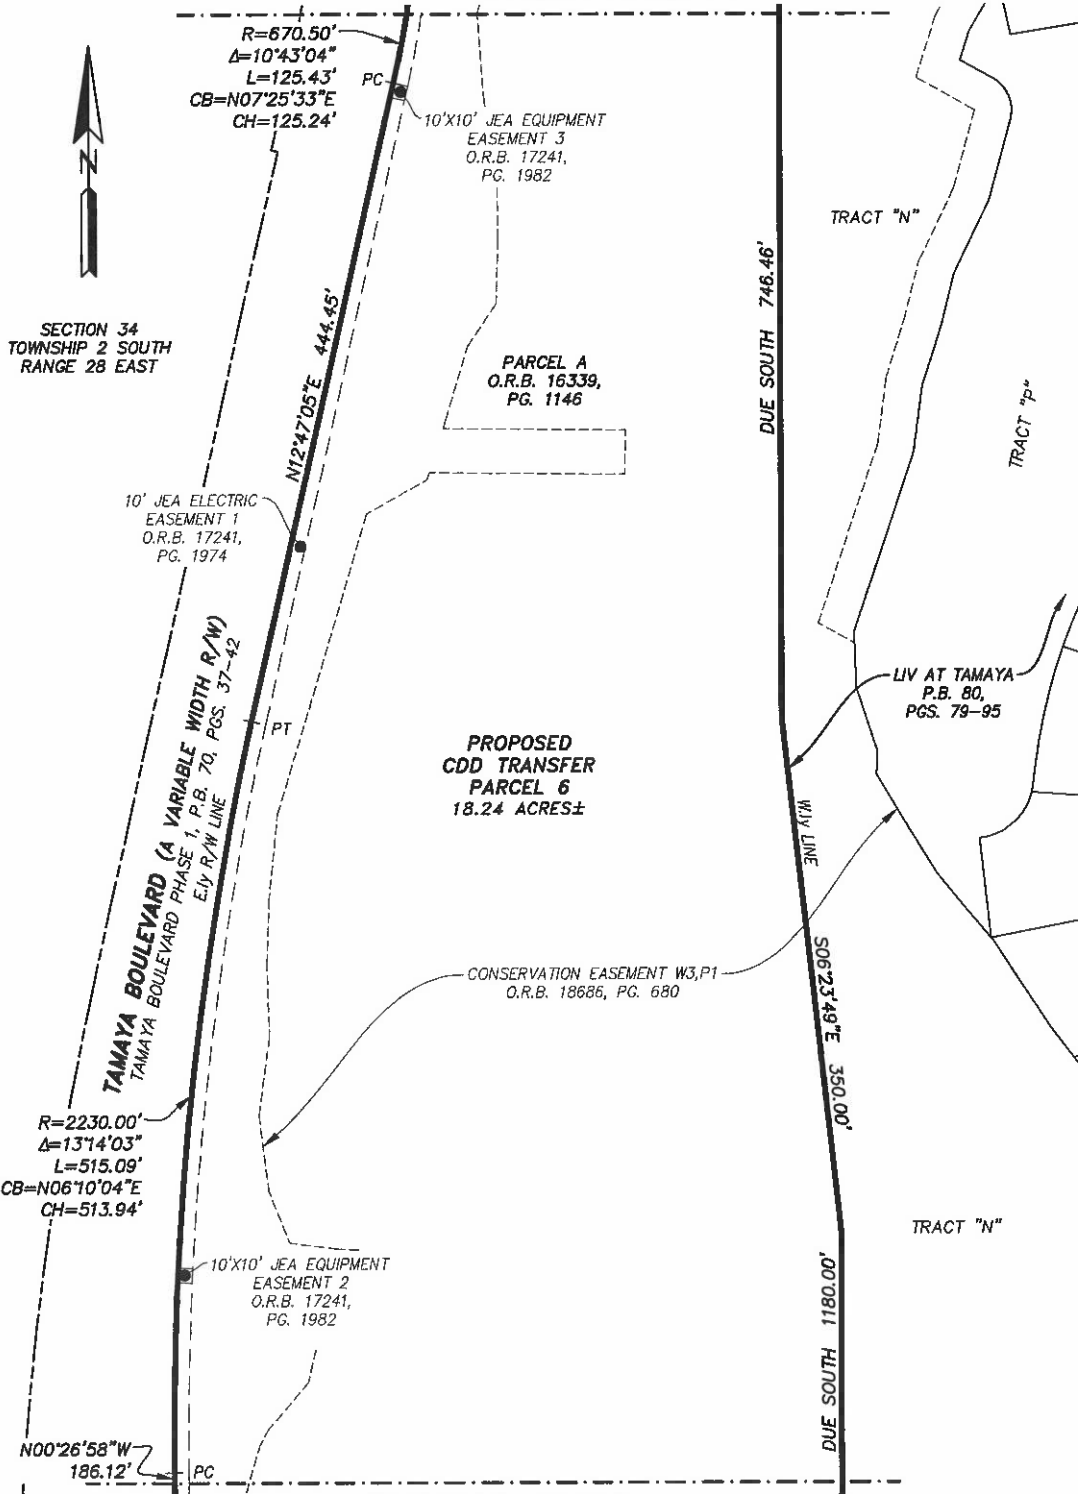 R=670.50'
Δ=10°43'04"
L=125.43'
CB=N07°25'33"E
CH=125.24'
PC
10'X10' JEA EQUIPMENT
EASEMENT 3
O.R.B. 17241,
PG. 1982
N
SECTION 34
TOWNSHIP 2 SOUTH
RANGE 28 EAST
N12°47'05"E 444.45'
PARCEL A
O.R.B. 16339,
PG. 1146
DUE SOUTH 746.46'
TRACT "N"
TRACT "P"
10' JEA ELECTRIC
EASEMENT 1
O.R.B. 17241,
PG. 1974
TAMAYA BOULEVARD (A VARIABLE WIDTH R/W)
TAMAYA BOULEVARD PHASE 1, P.B. 70, PGS. 37-42
E'ly R/W LINE
PT
PROPOSED
CDD TRANSFER
PARCEL 6
18.24 ACRES±
LIV AT TAMAYA
P.B. 80,
PGS. 79-95
W'ly LINE
S06°23'49"E 350.00'
CONSERVATION EASEMENT W3,P1
O.R.B. 18686, PG. 680
R=2230.00'
Δ=13°14'03"
L=515.09'
CB=N06°10'04"E
CH=513.94'
10'X10' JEA EQUIPMENT
EASEMENT 2
O.R.B. 17241,
PG. 1982
TRACT "N"
DUE SOUTH 1180.00'
N00°26'58"W
186.12'
PC